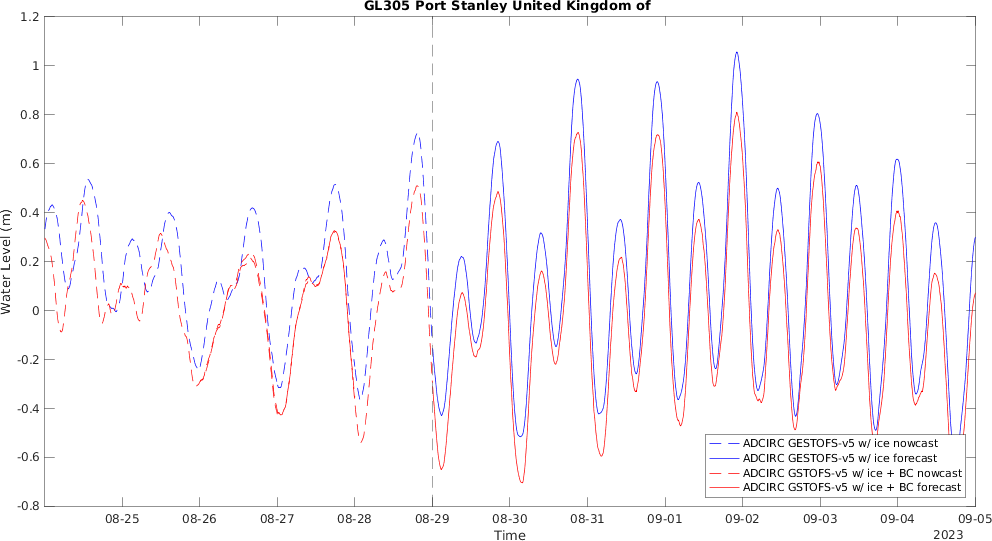 GL305 Port Stanley United Kingdom of
Water Level (m)
1.2
1
0.8
0.6
0.4
0.2
0
-0.2
-0.4
-0.6
-0.8
ADCIRC GESTOFS-v5 w/ ice nowcast
ADCIRC GESTOFS-v5 w/ ice forecast
ADCIRC GSTOFS-v5 w/ ice + BC nowcast
ADCIRC GSTOFS-v5 w/ ice + BC forecast
08-25 08-26 08-27 08-28 08-29 08-30 08-31 09-01 09-02 09-03 09-04 09-05
Time
2023